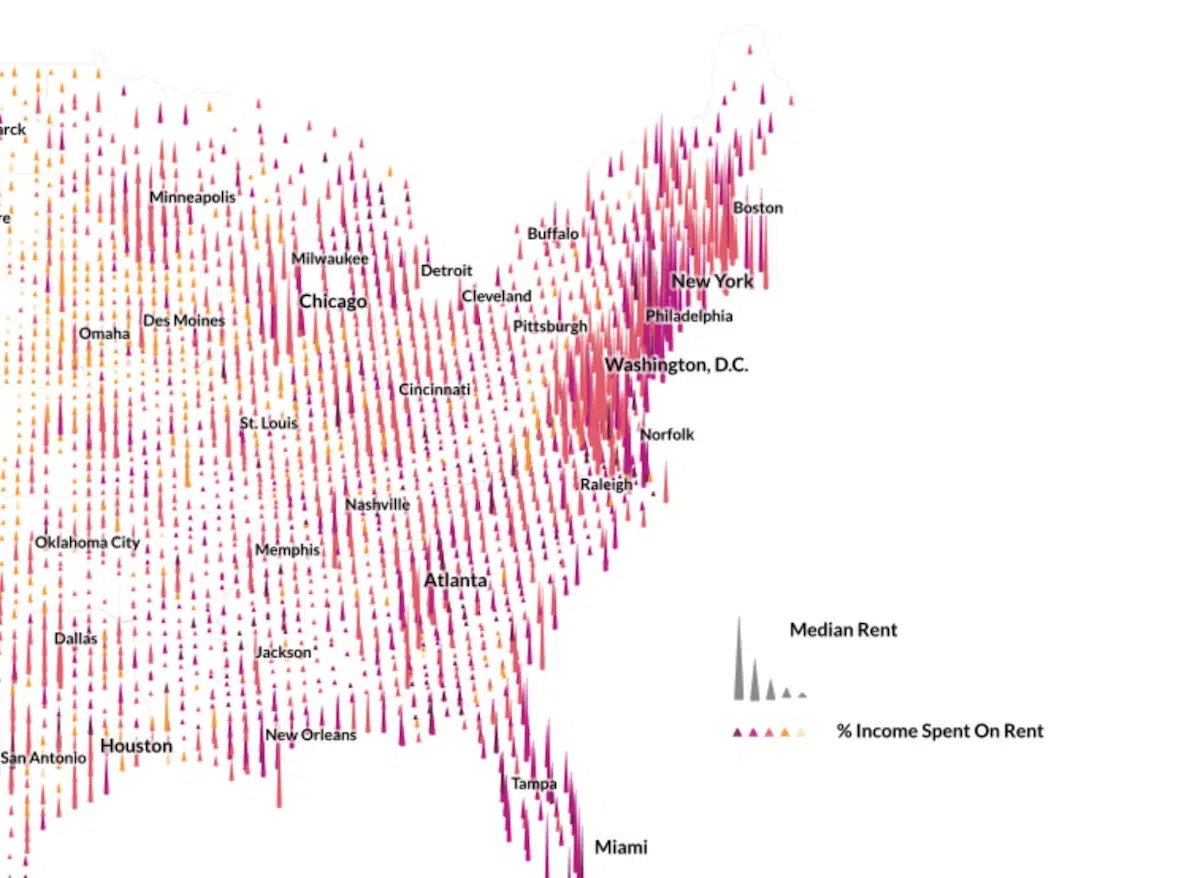 arck
Minneapolis
re
Boston
Buffalo
Milwaukee
Detroit
New York
Cleveland
Chicago
Philadelphia
Des Moines
Pittsburgh
Omaha
Washington, D.C.
Cincinnati
St. Louis
Norfolk
Raleigh
Nashville
Oklahoma City
Memphis
Atlanta
Median Rent
Dallas
Jackson
% Income Spent On Rent
New Orleans
Houston
San Antonio
Tampa
Miami